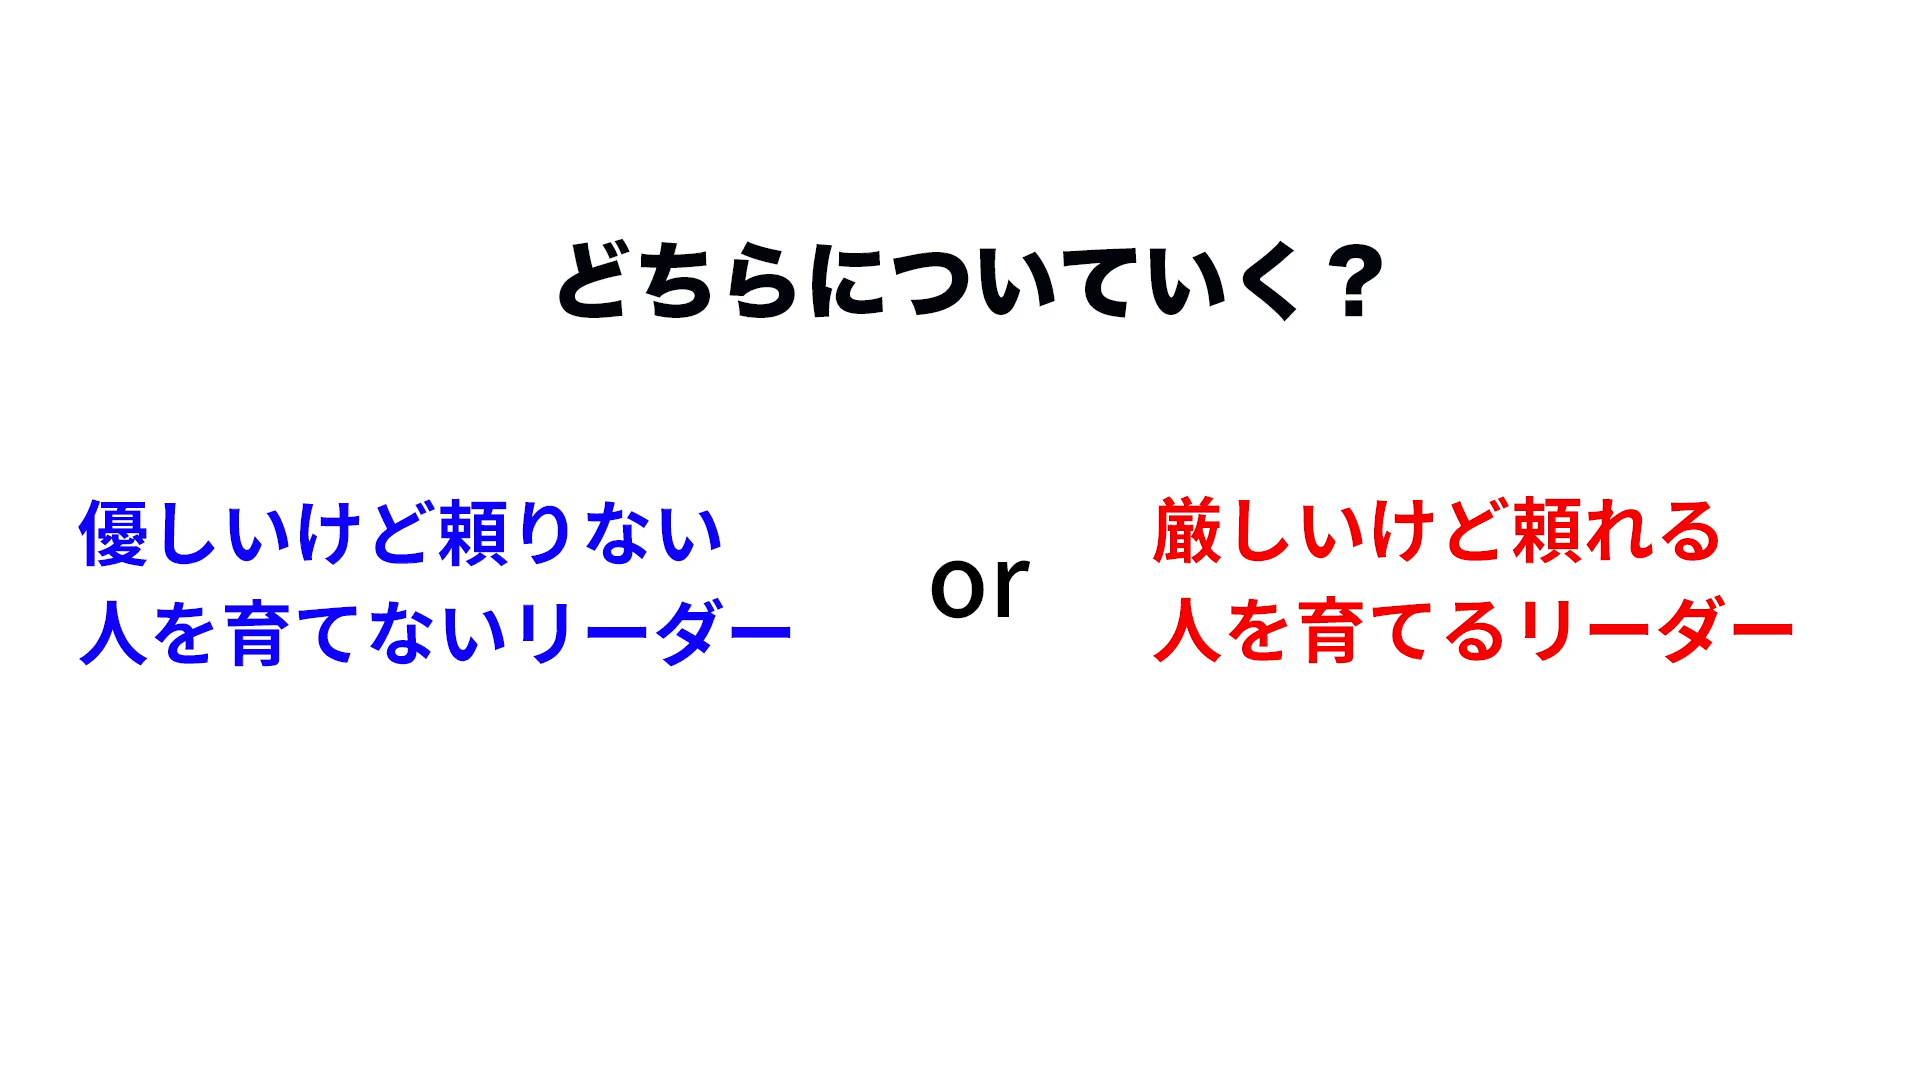 どちらについていく？
優しいけど頼りない
人を育てないリーダー
or
厳しいけど頼れる
人を育てるリーダー